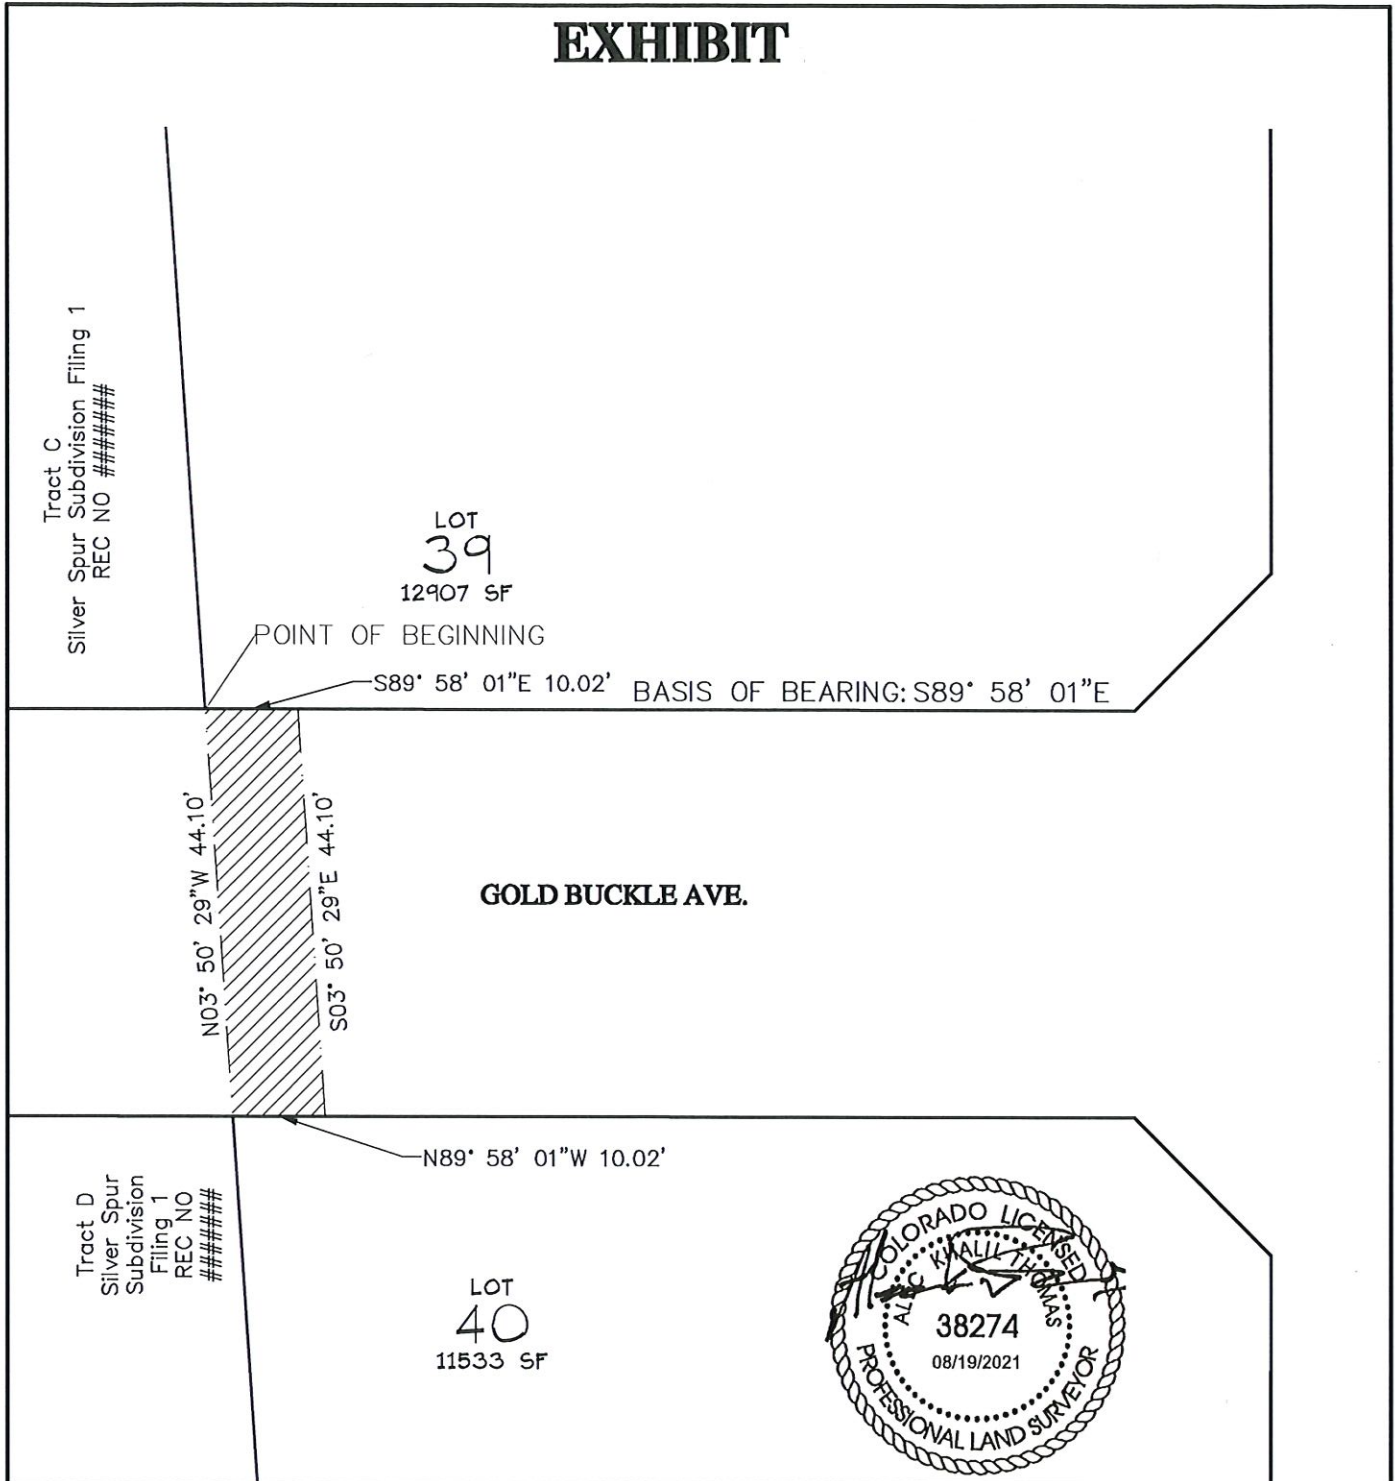 EXHIBIT
Tract C
Silver Spur Subdivision Filing 1
REC NO #######
LOT
39
12907 SF
POINT OF BEGINNING
S89° 58' 01"E 10.02'
BASIS OF BEARING: S89° 58' 01"E
N03° 50' 29"W 44.10'
S03° 50' 29"E 44.10'
GOLD BUCKLE AVE.
N89° 58' 01"W 10.02'
Tract D
Silver Spur
Subdivision
Filing 1
REC NO
#######
LOT
40
11533 SF
COLORADO LICENSED
KHALIL THOMAS
38274
08/19/2021
PROFESSIONAL LAND SURVEYOR